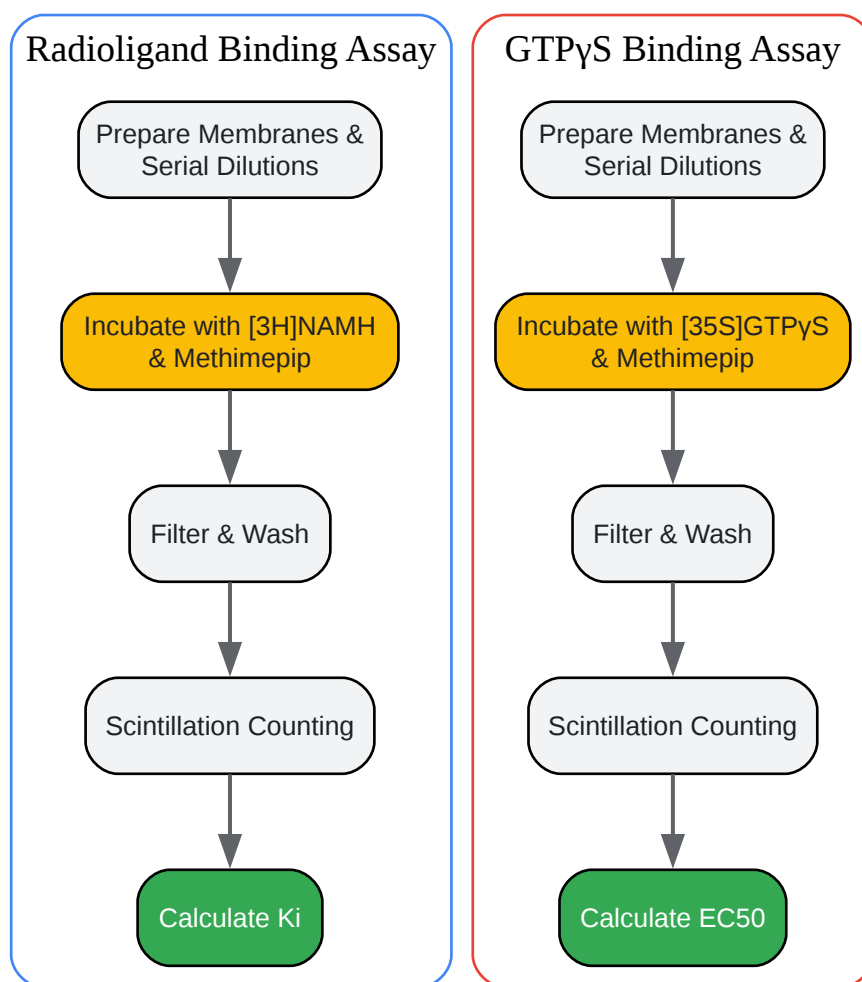 Radioligand Binding Assay
Prepare Membranes &
Serial Dilutions
Incubate with [3H]NAMH
& Methimepip
Filter & Wash
Scintillation Counting
Calculate Ki
GTPγS Binding Assay
Prepare Membranes &
Serial Dilutions
Incubate with [35S]GTPγS
& Methimepip
Filter & Wash
Scintillation Counting
Calculate EC50